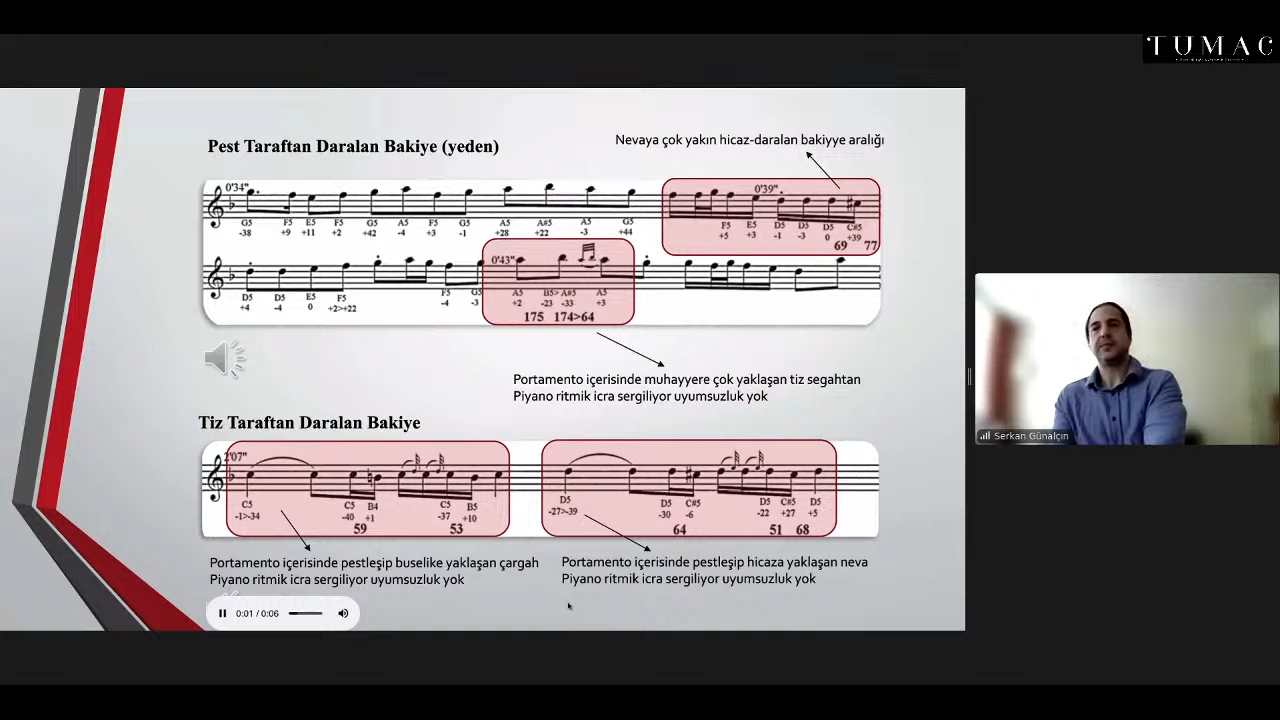 TUMAC
Pest Taraftan Daralan Bakiye (yeden)
Nevaya çok yakın hicaz-daralan bakiyye aralığı
0'34"
0'39"
G5 F5 E5 F5 G5 A5 F5 G5 A5 A#5 A5 G5 F5 E5 D5 D5 D5 C#5
-38 +9 +11 +2 +42 -4 +3 -1 +28 +22 -3 +44 +5 +3 -1 -3 0 +39
69 77
0'43"
D5 D5 E5 F5 F5 G5 A5 B5> A#5 A5
+4 -4 0 +2>+22 -4 -3 +2 -23 -33 +3
175 174>64
Portamento içerisinde muhayyere çok yaklaşan tiz segahtan
Piyano ritmik icra sergiliyor uyumsuzluk yok
Tiz Taraftan Daralan Bakiye
2'07"
C5 C5 B4 C5 B5 D5 D5 C#5 D5 C#5 D5
-1>-34 -40 +1 -37 +10 -27>-39 -30 -6 -22 +27 +5
59 53 64 51 68
Portamento içerisinde pestleşip buselike yaklaşan çargah
Piyano ritmik icra sergiliyor uyumsuzluk yok
Portamento içerisinde pestleşip hicaza yaklaşan neva
Piyano ritmik icra sergiliyor uyumsuzluk yok
0:01 / 0:06
Serkan Günalçın